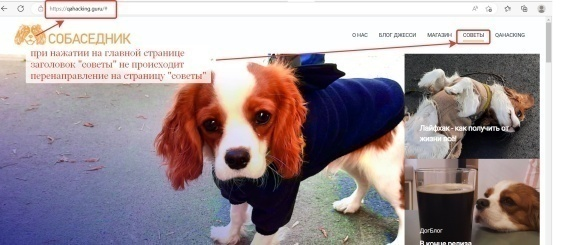 https://qahacking.guru/#
СОБАСЕДНИК
О НАС БЛОГ ДЖЕССИ МАГАЗИН СОВЕТЫ QAHACKING
при нажатии на главной странице
заголовок "советы" не происходит
перенаправление на страницу "советы"
Лайфхак - как получить от
жизни всё!
ДогБлог
В конце релиза